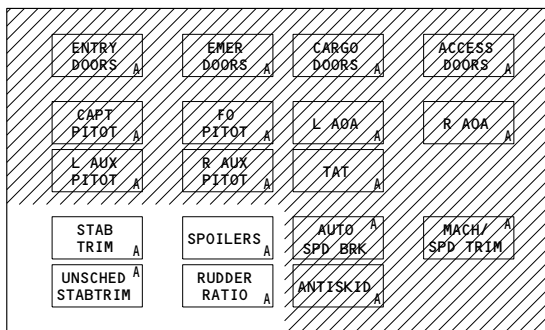 ENTRY DOORS A
EMER DOORS A
CARGO DOORS A
ACCESS DOORS A
CAPT PITOT A
FO PITOT A
L AOA A
R AOA A
L AUX PITOT A
R AUX PITOT A
TAT A
STAB TRIM A
SPOILERS A
AUTO A SPD BRK
MACH/ A SPD TRIM
UNSCHED A STABTRIM
RUDDER RATIO A
ANTISKID A